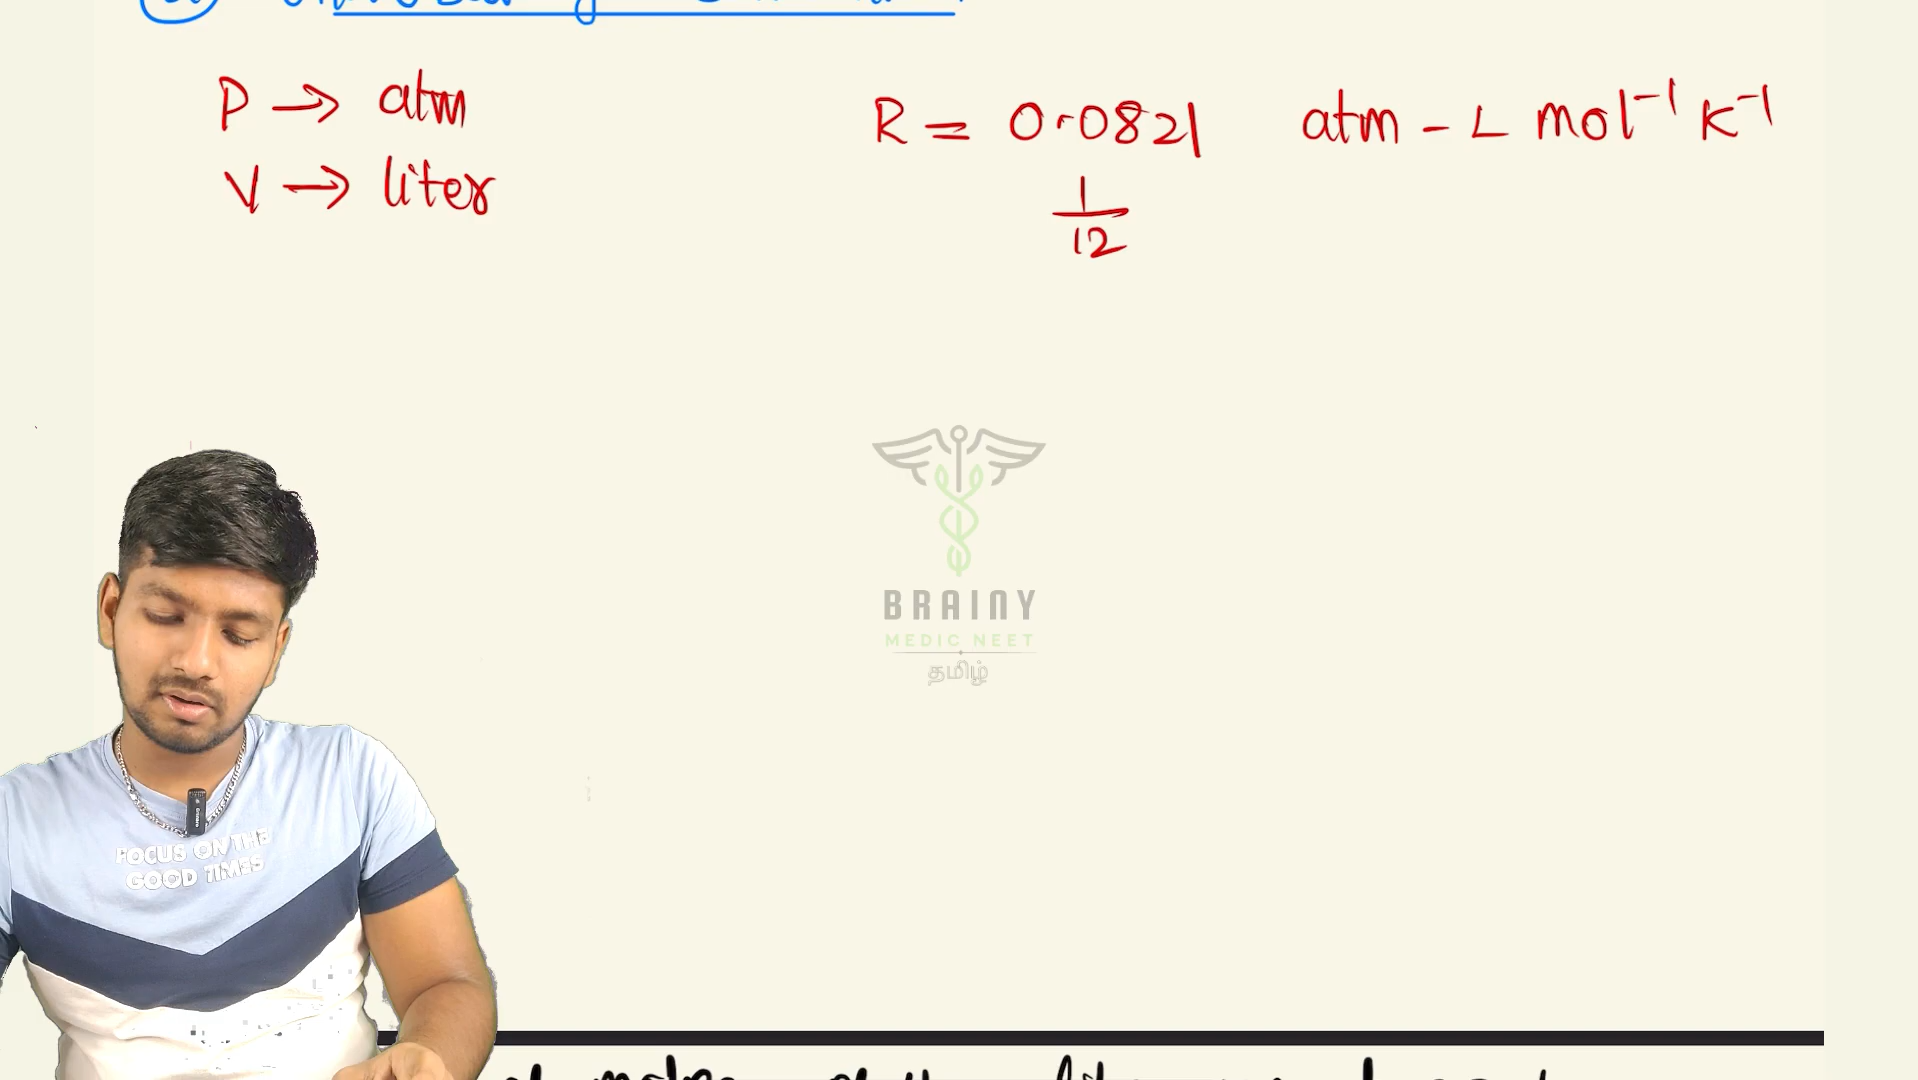 P → atm
V → liter
R = 0.0821 atm - L mol⁻¹ K⁻¹
1
12
BRAINY
MEDIC NEET
தமிழ்
FOCUS ON THE
GOOD TIMES